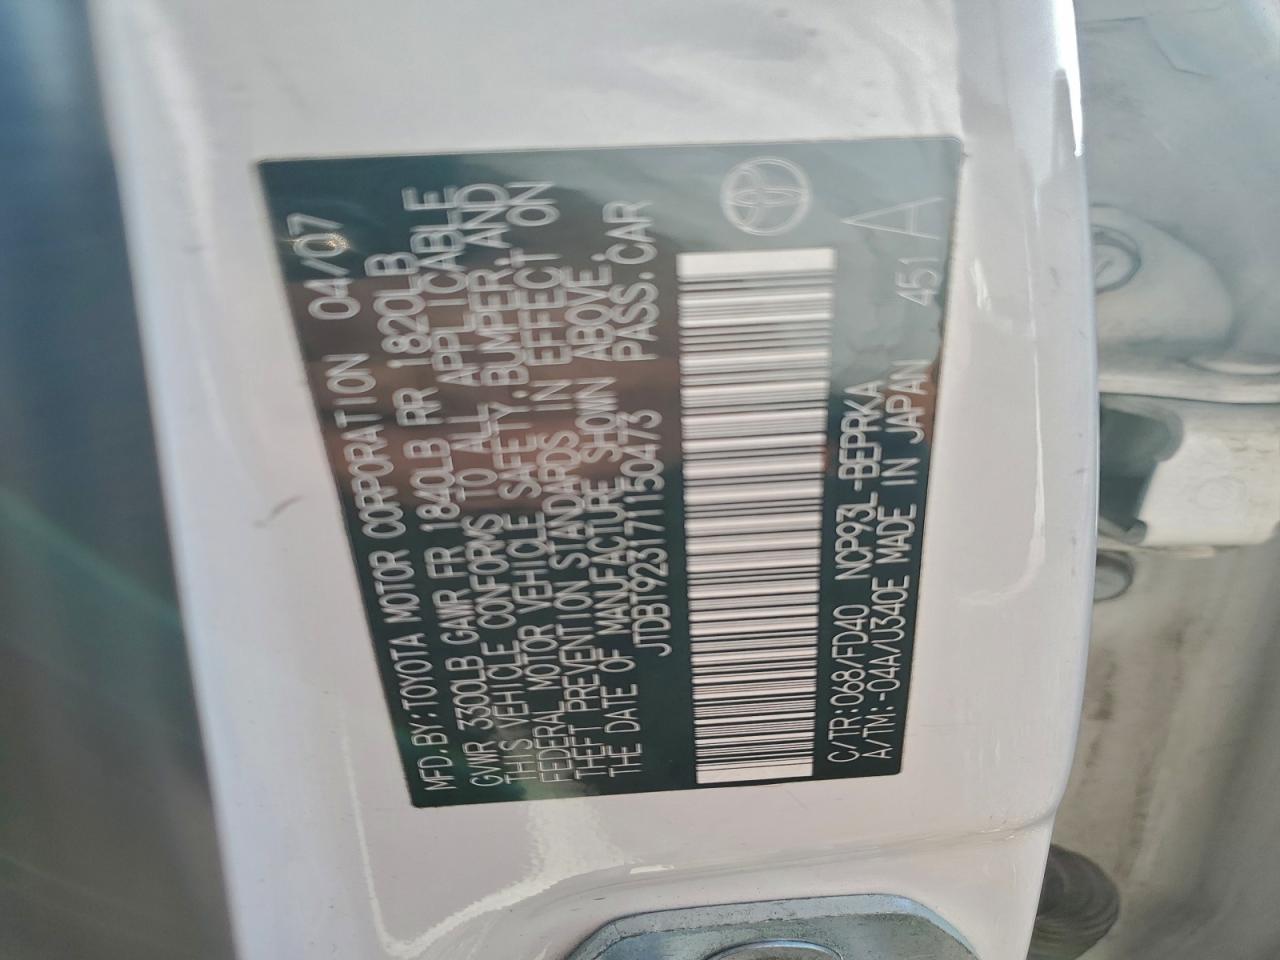 MFD. BY: TOYOTA MOTOR CORPORATION 04/07
GVWR 3300LB GAWR FR 1840LB RR 1820LB
THIS VEHICLE CONFORMS TO ALL APPLICABLE
FEDERAL MOTOR VEHICLE SAFETY, BUMPER, AND
THEFT PREVENTION STANDARDS IN EFFECT ON
THE DATE OF MANUFACTURE SHOWN ABOVE.
JTDBT923171150473 PASS. CAR
C/TR: 068/FD40 NCP93L-BEPRKA
A/TM: -04A/U340E MADE IN JAPAN 451 A